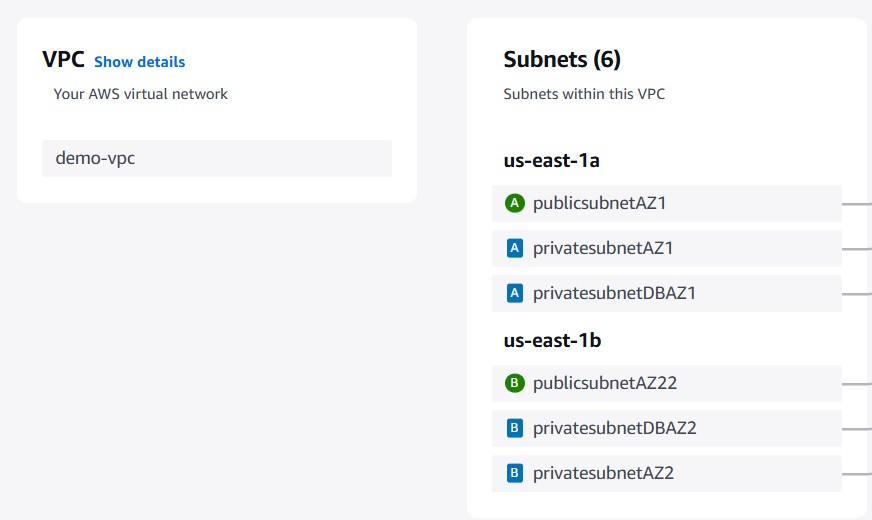 VPC Show details
Your AWS virtual network
demo-vpc
Subnets (6)
Subnets within this VPC
us-east-1a
A publicsubnetAZ1
A privatesubnetAZ1
A privatesubnetDBAZ1
us-east-1b
B publicsubnetAZ22
B privatesubnetDBAZ2
B privatesubnetAZ2